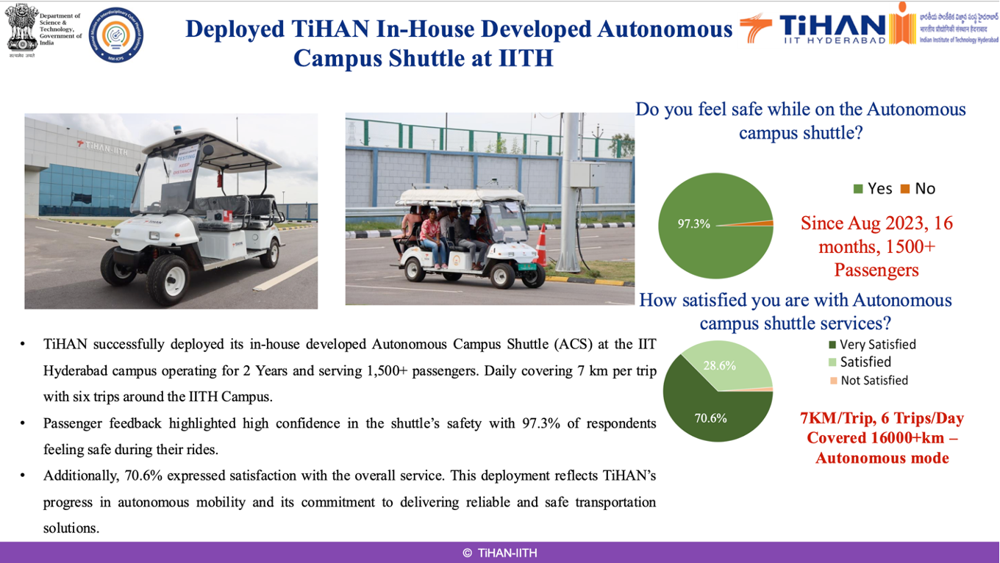 Department of
Science &
Technology,
Government of
India
सत्यमेव जयते
NM-ICPS
Deployed TiHAN In-House Developed Autonomous
Campus Shuttle at IITH
TiHAN
IIT HYDERABAD
భారతీయ సాంకేతిక విజ్ఞాన సంస్థ హైదరాబాద్
भारतीय प्रौद्योगिकी संस्थान हैदराबाद
Indian Institute of Technology Hyderabad
TiHAN-IITH
TESTING
KEEP
DISTANCE
Do you feel safe while on the Autonomous
campus shuttle?
97.3%
Yes No
Since Aug 2023, 16
months, 1500+
Passengers
How satisfied you are with Autonomous
campus shuttle services?
28.6%
70.6%
Very Satisfied
Satisfied
Not Satisfied
7KM/Trip, 6 Trips/Day
Covered 16000+km –
Autonomous mode
• TiHAN successfully deployed its in-house developed Autonomous Campus Shuttle (ACS) at the IIT
Hyderabad campus operating for 2 Years and serving 1,500+ passengers. Daily covering 7 km per trip
with six trips around the IITH Campus.
• Passenger feedback highlighted high confidence in the shuttle’s safety with 97.3% of respondents
feeling safe during their rides.
• Additionally, 70.6% expressed satisfaction with the overall service. This deployment reflects TiHAN’s
progress in autonomous mobility and its commitment to delivering reliable and safe transportation
solutions.
© TiHAN-IITH